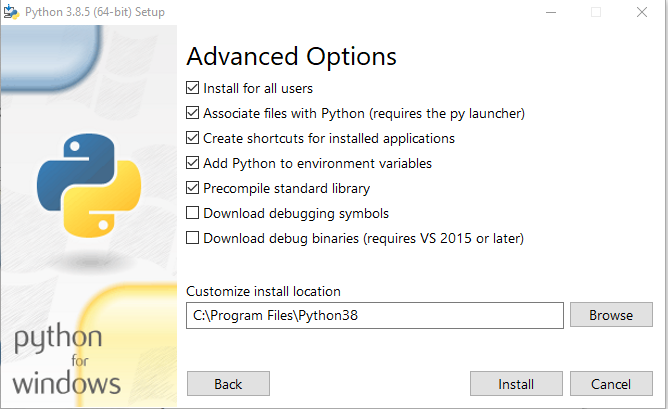 Python 3.8.5 (64-bit) Setup
Advanced Options
Install for all users
Associate files with Python (requires the py launcher)
Create shortcuts for installed applications
Add Python to environment variables
Precompile standard library
Download debugging symbols
Download debug binaries (requires VS 2015 or later)
Customize install location
C:\Program Files\Python38
Browse
python
for
windows
Back
Install
Cancel